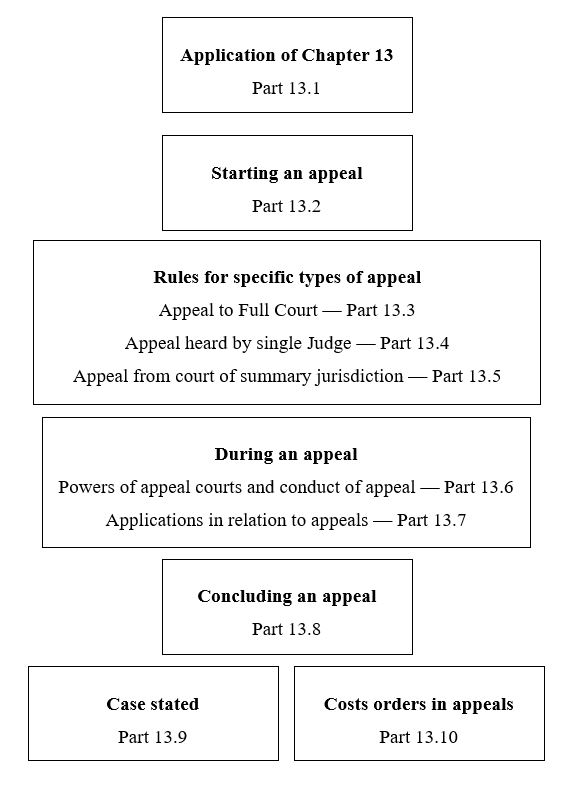 Application of Chapter 13
Part 13.1
Starting an appeal
Part 13.2
Rules for specific types of appeal
Appeal to Full Court — Part 13.3
Appeal heard by single Judge — Part 13.4
Appeal from court of summary jurisdiction — Part 13.5
During an appeal
Powers of appeal courts and conduct of appeal — Part 13.6
Applications in relation to appeals — Part 13.7
Concluding an appeal
Part 13.8
Case stated
Part 13.9
Costs orders in appeals
Part 13.10